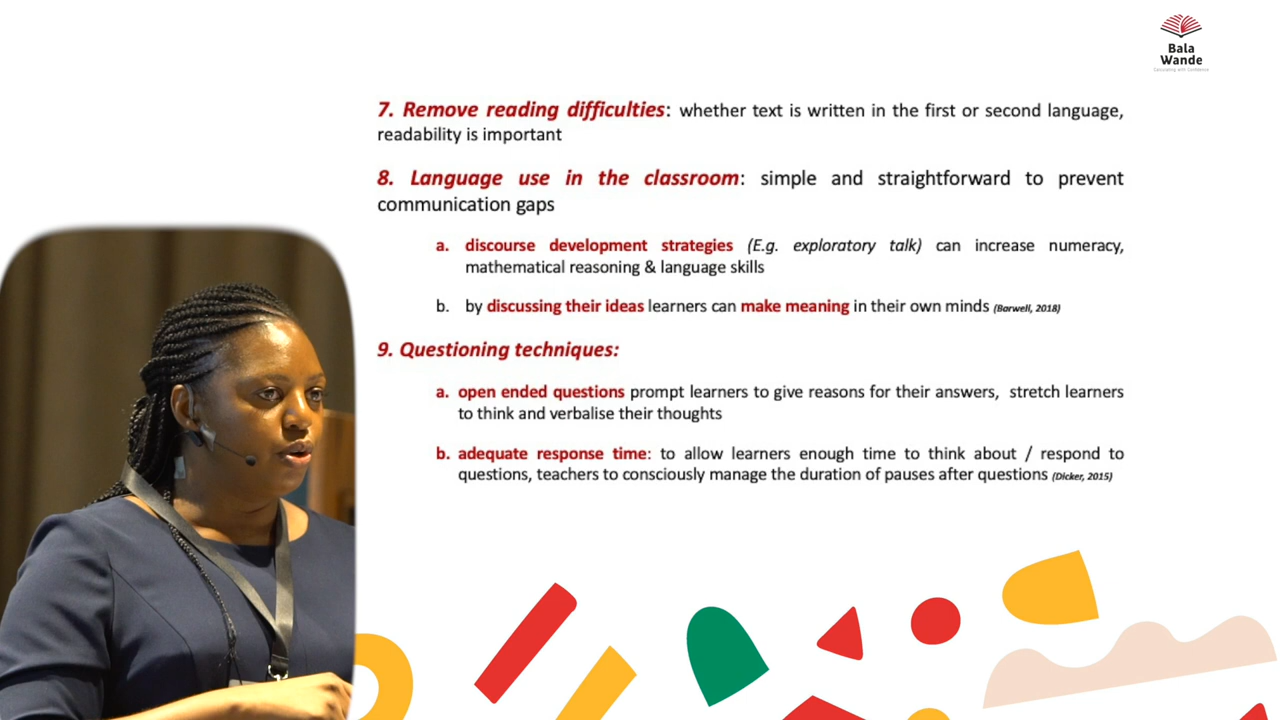 Bala
Wande
Calculating with Confidence
7. Remove reading difficulties: whether text is written in the first or second language,
readability is important
8. Language use in the classroom: simple and straightforward to prevent
communication gaps
a. discourse development strategies (E.g. exploratory talk) can increase numeracy,
mathematical reasoning & language skills
b. by discussing their ideas learners can make meaning in their own minds (Barwell, 2018)
9. Questioning techniques:
a. open ended questions prompt learners to give reasons for their answers, stretch learners
to think and verbalise their thoughts
b. adequate response time: to allow learners enough time to think about / respond to
questions, teachers to consciously manage the duration of pauses after questions (Dicker, 2015)